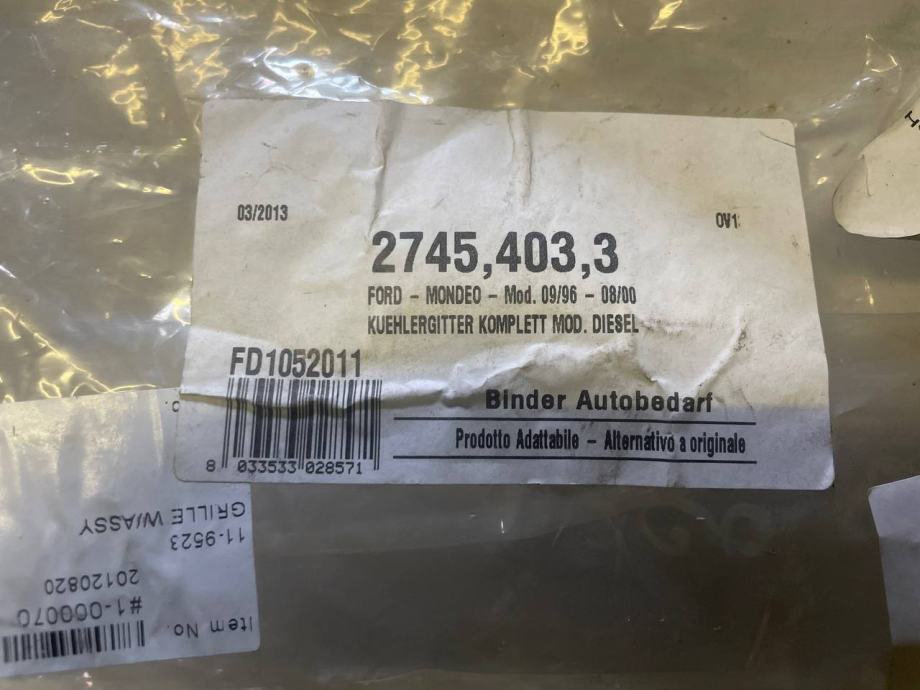 03/2013
OV1
2745,403,3
FORD - MONDEO - Mod. 09/96 - 08/00
KUEHLERGITTER KOMPLETT MOD. DIESEL
FD1052011
8 033533 028571
Binder Autobedarf
Prodotto Adattabile - Alternativo a originale
Item No.
#1-000070
20120820
11-9523
GRILLE W/ASSY